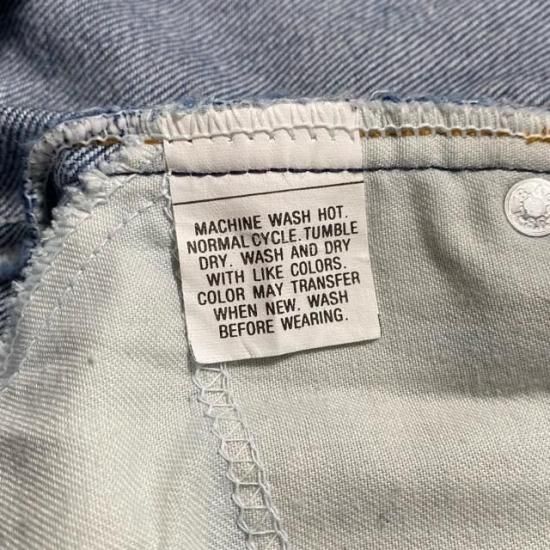 MACHINE WASH HOT.
NORMAL CYCLE. TUMBLE
DRY. WASH AND DRY
WITH LIKE COLORS.
COLOR MAY TRANSFER
WHEN NEW. WASH
BEFORE WEARING.